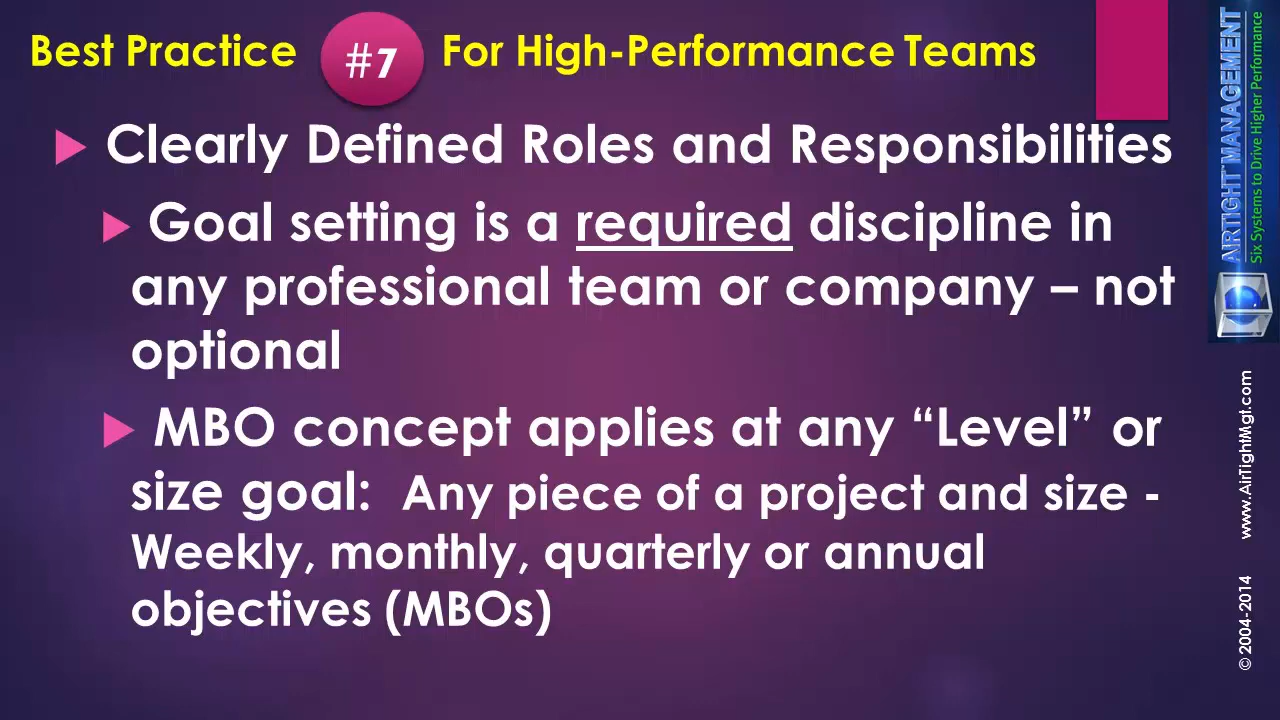 Best Practice #7 For High-Performance Teams
Clearly Defined Roles and Responsibilities
Goal setting is a required discipline in
any professional team or company – not
optional
MBO concept applies at any “Level” or
size goal: Any piece of a project and size -
Weekly, monthly, quarterly or annual
objectives (MBOs)
AIRTIGHT MANAGEMENT
Six Systems to Drive Higher Performance
© 2004-2014 www.AirTightMgt.com